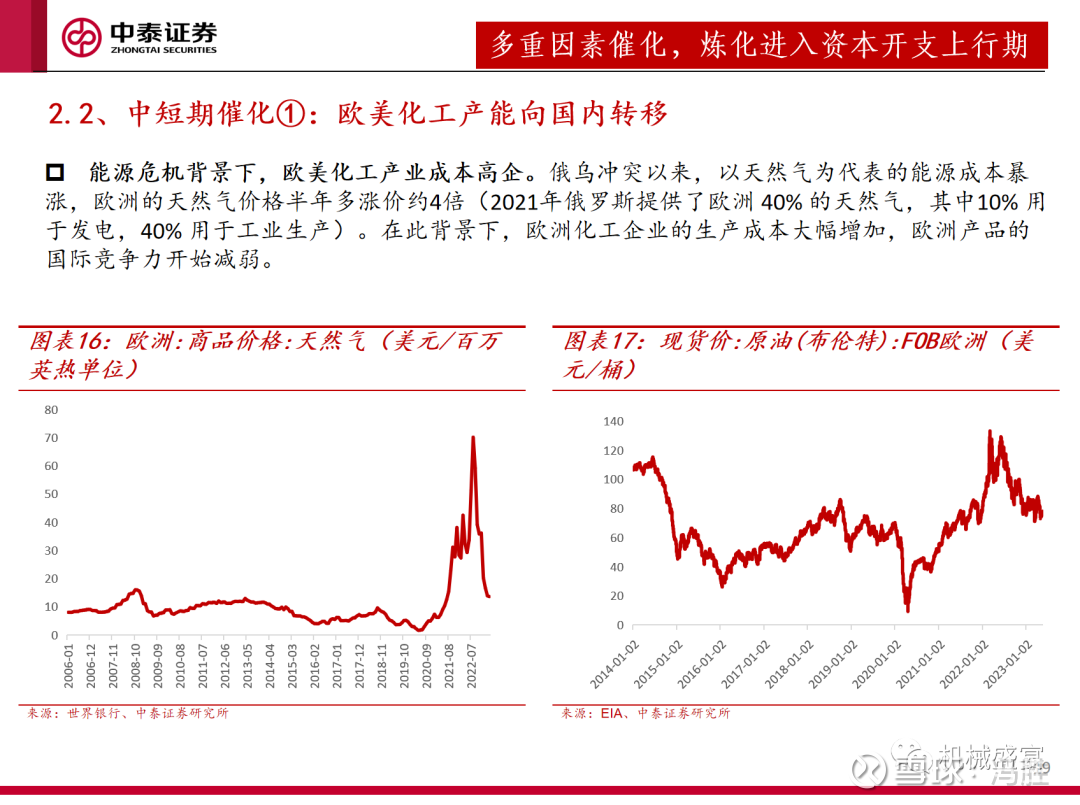 中泰证券
ZHONGTAI SECURITIES
多重因素催化，炼化进入资本开支上行期
2.2、中短期催化①：欧美化工产能向国内转移
能源危机背景下，欧美化工产业成本高企。俄乌冲突以来，以天然气为代表的能源成本暴
涨，欧洲的天然气价格半年多涨价约4倍（2021年俄罗斯提供了欧洲 40% 的天然气，其中10% 用
于发电，40% 用于工业生产）。在此背景下，欧洲化工企业的生产成本大幅增加，欧洲产品的
国际竞争力开始减弱。
图表16：欧洲:商品价格:天然气（美元/百万
英热单位）
80
70
60
50
40
30
20
10
0
2006-01
2006-12
2007-11
2008-10
2009-09
2010-08
2011-07
2012-06
2013-05
2014-04
2015-03
2016-02
2017-01
2017-12
2018-11
2019-10
2020-09
2021-08
2022-07
来源：世界银行、中泰证券研究所
图表17：现货价:原油(布伦特):FOB欧洲（美
元/桶）
140
120
100
80
60
40
20
0
2014-01-02
2015-01-02
2016-01-02
2017-01-02
2018-01-02
2019-01-02
2020-01-02
2021-01-02
2022-01-02
2023-01-02
来源：EIA、中泰证券研究所
机械盛宴
雪球：冯胜